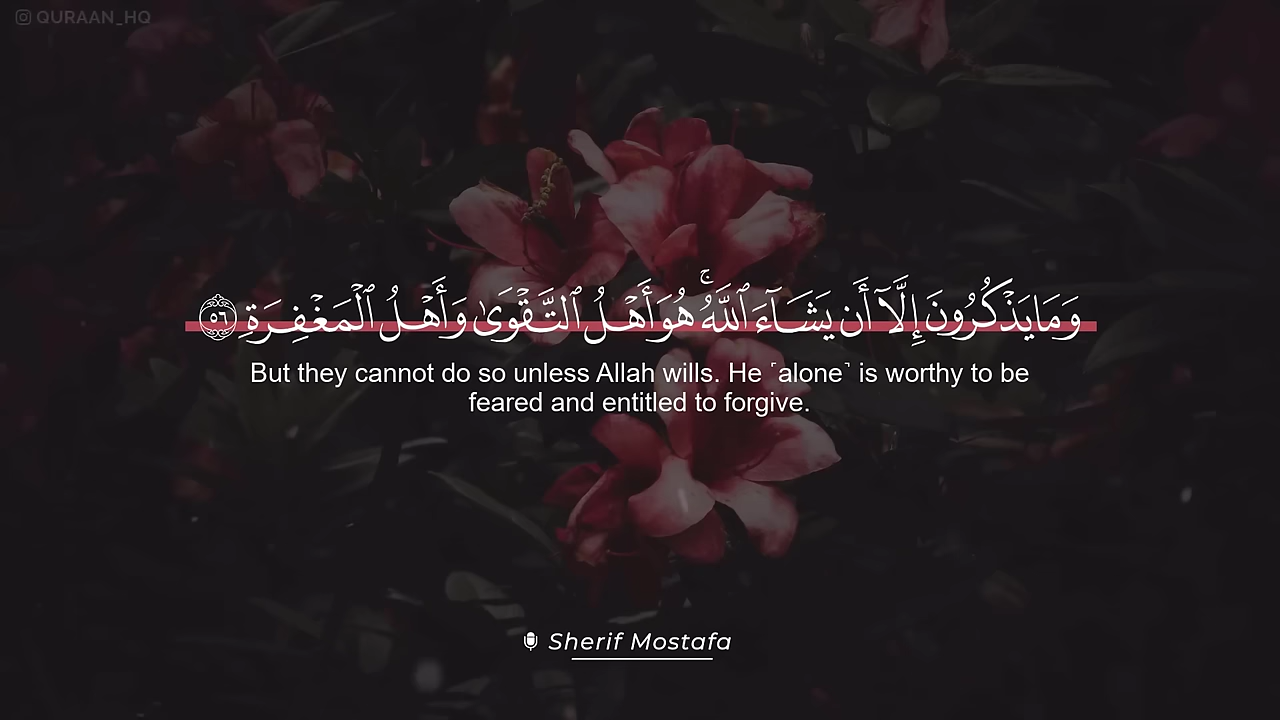 QURAAN_HQ
وَمَا يَذْكُرُونَ إِلَّآ أَن يَشَآءَ ٱللَّهُ ۚ هُوَ أَهْلُ ٱلتَّقْوَىٰ وَأَهْلُ ٱلْمَغْفِرَةِ ٥٦
But they cannot do so unless Allah wills. He ˹alone˺ is worthy to be
feared and entitled to forgive.
Sherif Mostafa